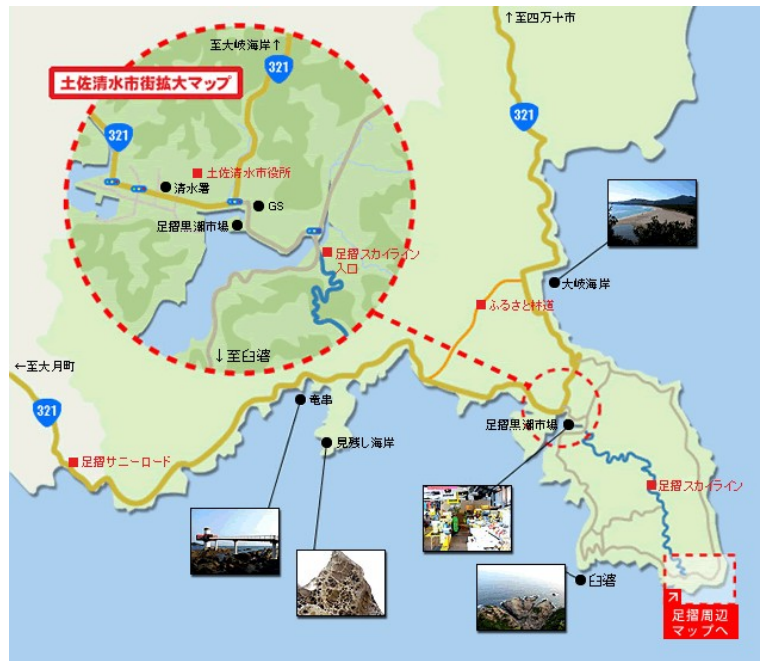 ↑至四万十市
至大岐海岸↑
321
土佐清水市街拡大マップ
321
321
土佐清水市役所
清水署
GS
足摺黒潮市場
足摺スカイライン
入口
大岐海岸
ふるさと林道
↓至臼碆
←至大月町
竜串
321
足摺黒潮市場
見残し海岸
足摺サニーロード
足摺スカイライン
臼碆
足摺周辺
マップへ